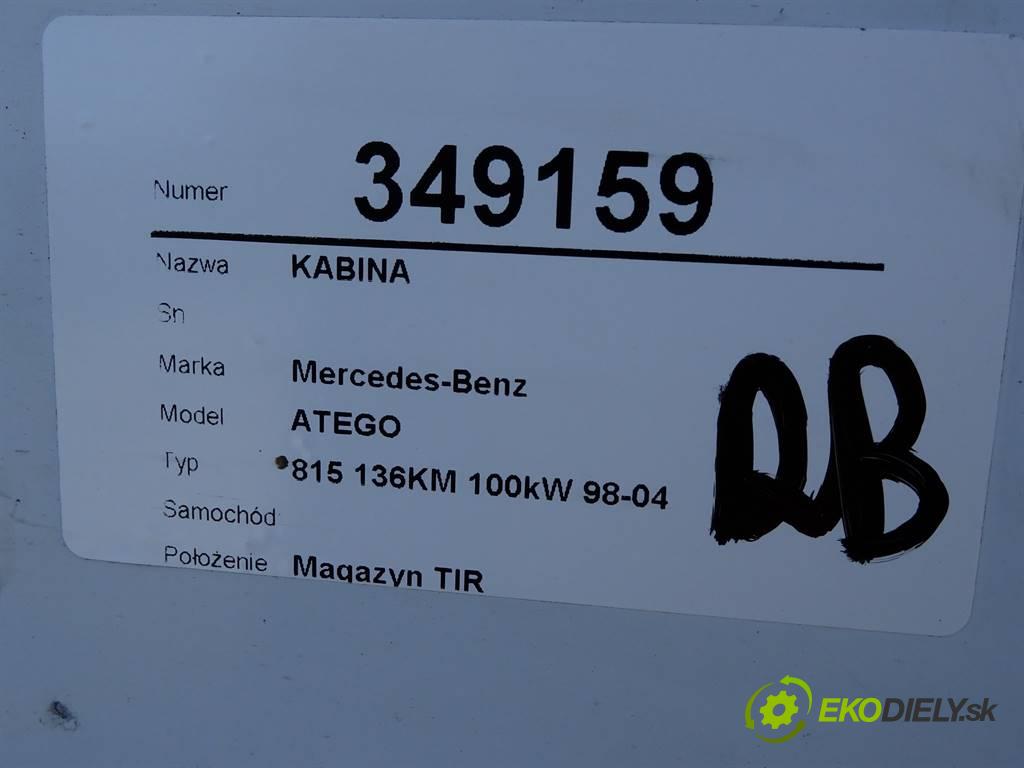 Numer 349159
Nazwa KABINA
Sn
Marka Mercedes-Benz
Model ATEGO
Typ 815 136KM 100kW 98-04
Samochód
Położenie Magazyn TIR
EKODIELY.sk